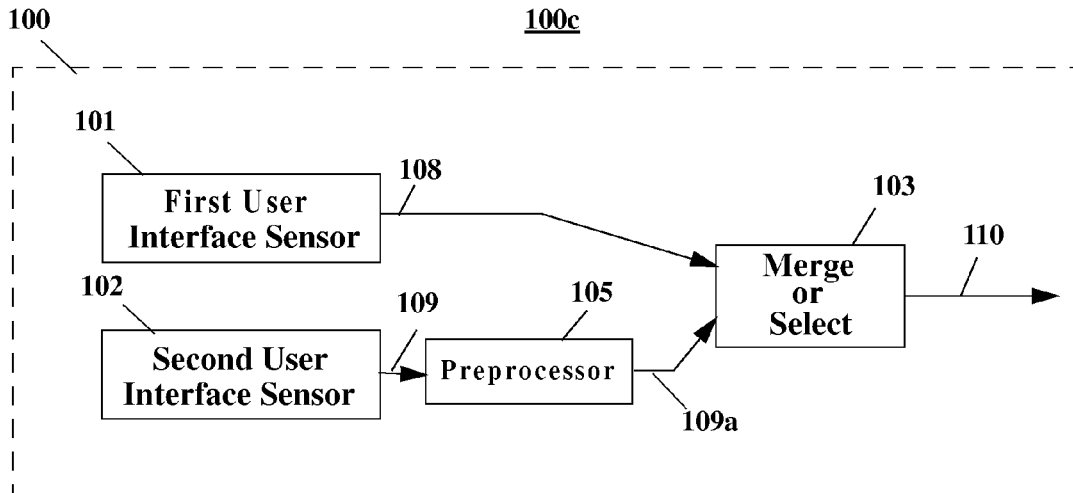 100
100c
101
First User
Interface Sensor
108
103
Merge
or
Select
110
102
Second User
Interface Sensor
109
105
Preprocessor
109a